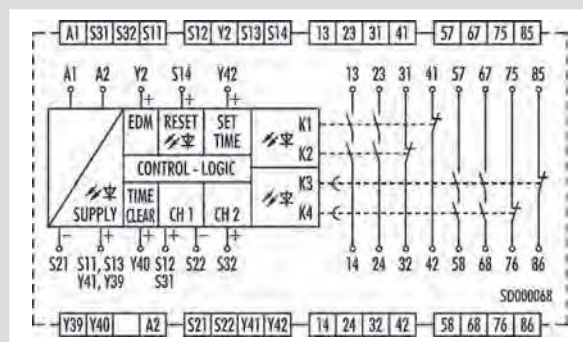 A1 S31 S32 S11 S12 Y2 S13 S14 13 23 31 41 57 67 75 85
A1 A2 Y2 S14 Y42 13 23 31 41 57 67 75 85
+ + +
EDM RESET SET
TIME
K1
K2
CONTROL - LOGIC
K3
SUPPLY TIME
CLEAR CH 1 CH 2
K4
- + + + - +
S21 S11, S13 Y40 S12 S22 S32 14 24 32 42 58 68 76 86
Y41, Y39 S31
SD000068
Y39 Y40 A2 S21 S22 Y41 Y42 14 24 32 42 58 68 76 86